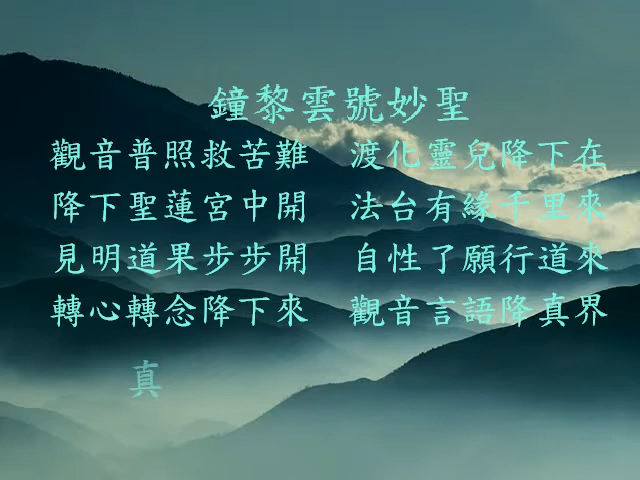 鐘黎雲號妙聖
觀音普照救苦難　渡化靈兒降下在
降下聖蓮宮中開　法台有緣千里來
見明道果步步開　自性了願行道來
轉心轉念降下來　觀音言語降真界
真